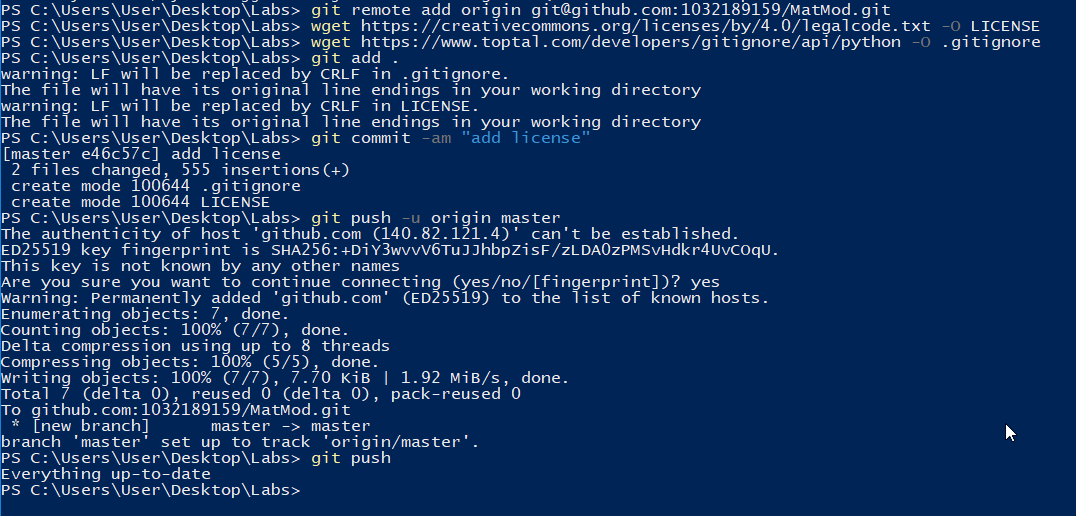 PS C:\Users\User\Desktop\Labs> git remote add origin git@github.com:1032189159/MatMod.git
PS C:\Users\User\Desktop\Labs> wget https://creativecommons.org/licenses/by/4.0/legalcode.txt -O LICENSE
PS C:\Users\User\Desktop\Labs> wget https://www.toptal.com/developers/gitignore/api/python -O .gitignore
PS C:\Users\User\Desktop\Labs> git add .
warning: LF will be replaced by CRLF in .gitignore.
The file will have its original line endings in your working directory
warning: LF will be replaced by CRLF in LICENSE.
The file will have its original line endings in your working directory
PS C:\Users\User\Desktop\Labs> git commit -am "add license"
[master e46c57c] add license
2 files changed, 555 insertions(+)
create mode 100644 .gitignore
create mode 100644 LICENSE
PS C:\Users\User\Desktop\Labs> git push -u origin master
The authenticity of host 'github.com (140.82.121.4)' can't be established.
ED25519 key fingerprint is SHA256:+DiY3wvvV6TuJJhbpZisF/zLDA0zPMSvHdkr4UvCOqU.
This key is not known by any other names
Are you sure you want to continue connecting (yes/no/[fingerprint])? yes
Warning: Permanently added 'github.com' (ED25519) to the list of known hosts.
Enumerating objects: 7, done.
Counting objects: 100% (7/7), done.
Delta compression using up to 8 threads
Compressing objects: 100% (5/5), done.
Writing objects: 100% (7/7), 7.70 KiB | 1.92 MiB/s, done.
Total 7 (delta 0), reused 0 (delta 0), pack-reused 0
To github.com:1032189159/MatMod.git
* [new branch]      master -> master
branch 'master' set up to track 'origin/master'.
PS C:\Users\User\Desktop\Labs> git push
Everything up-to-date
PS C:\Users\User\Desktop\Labs>